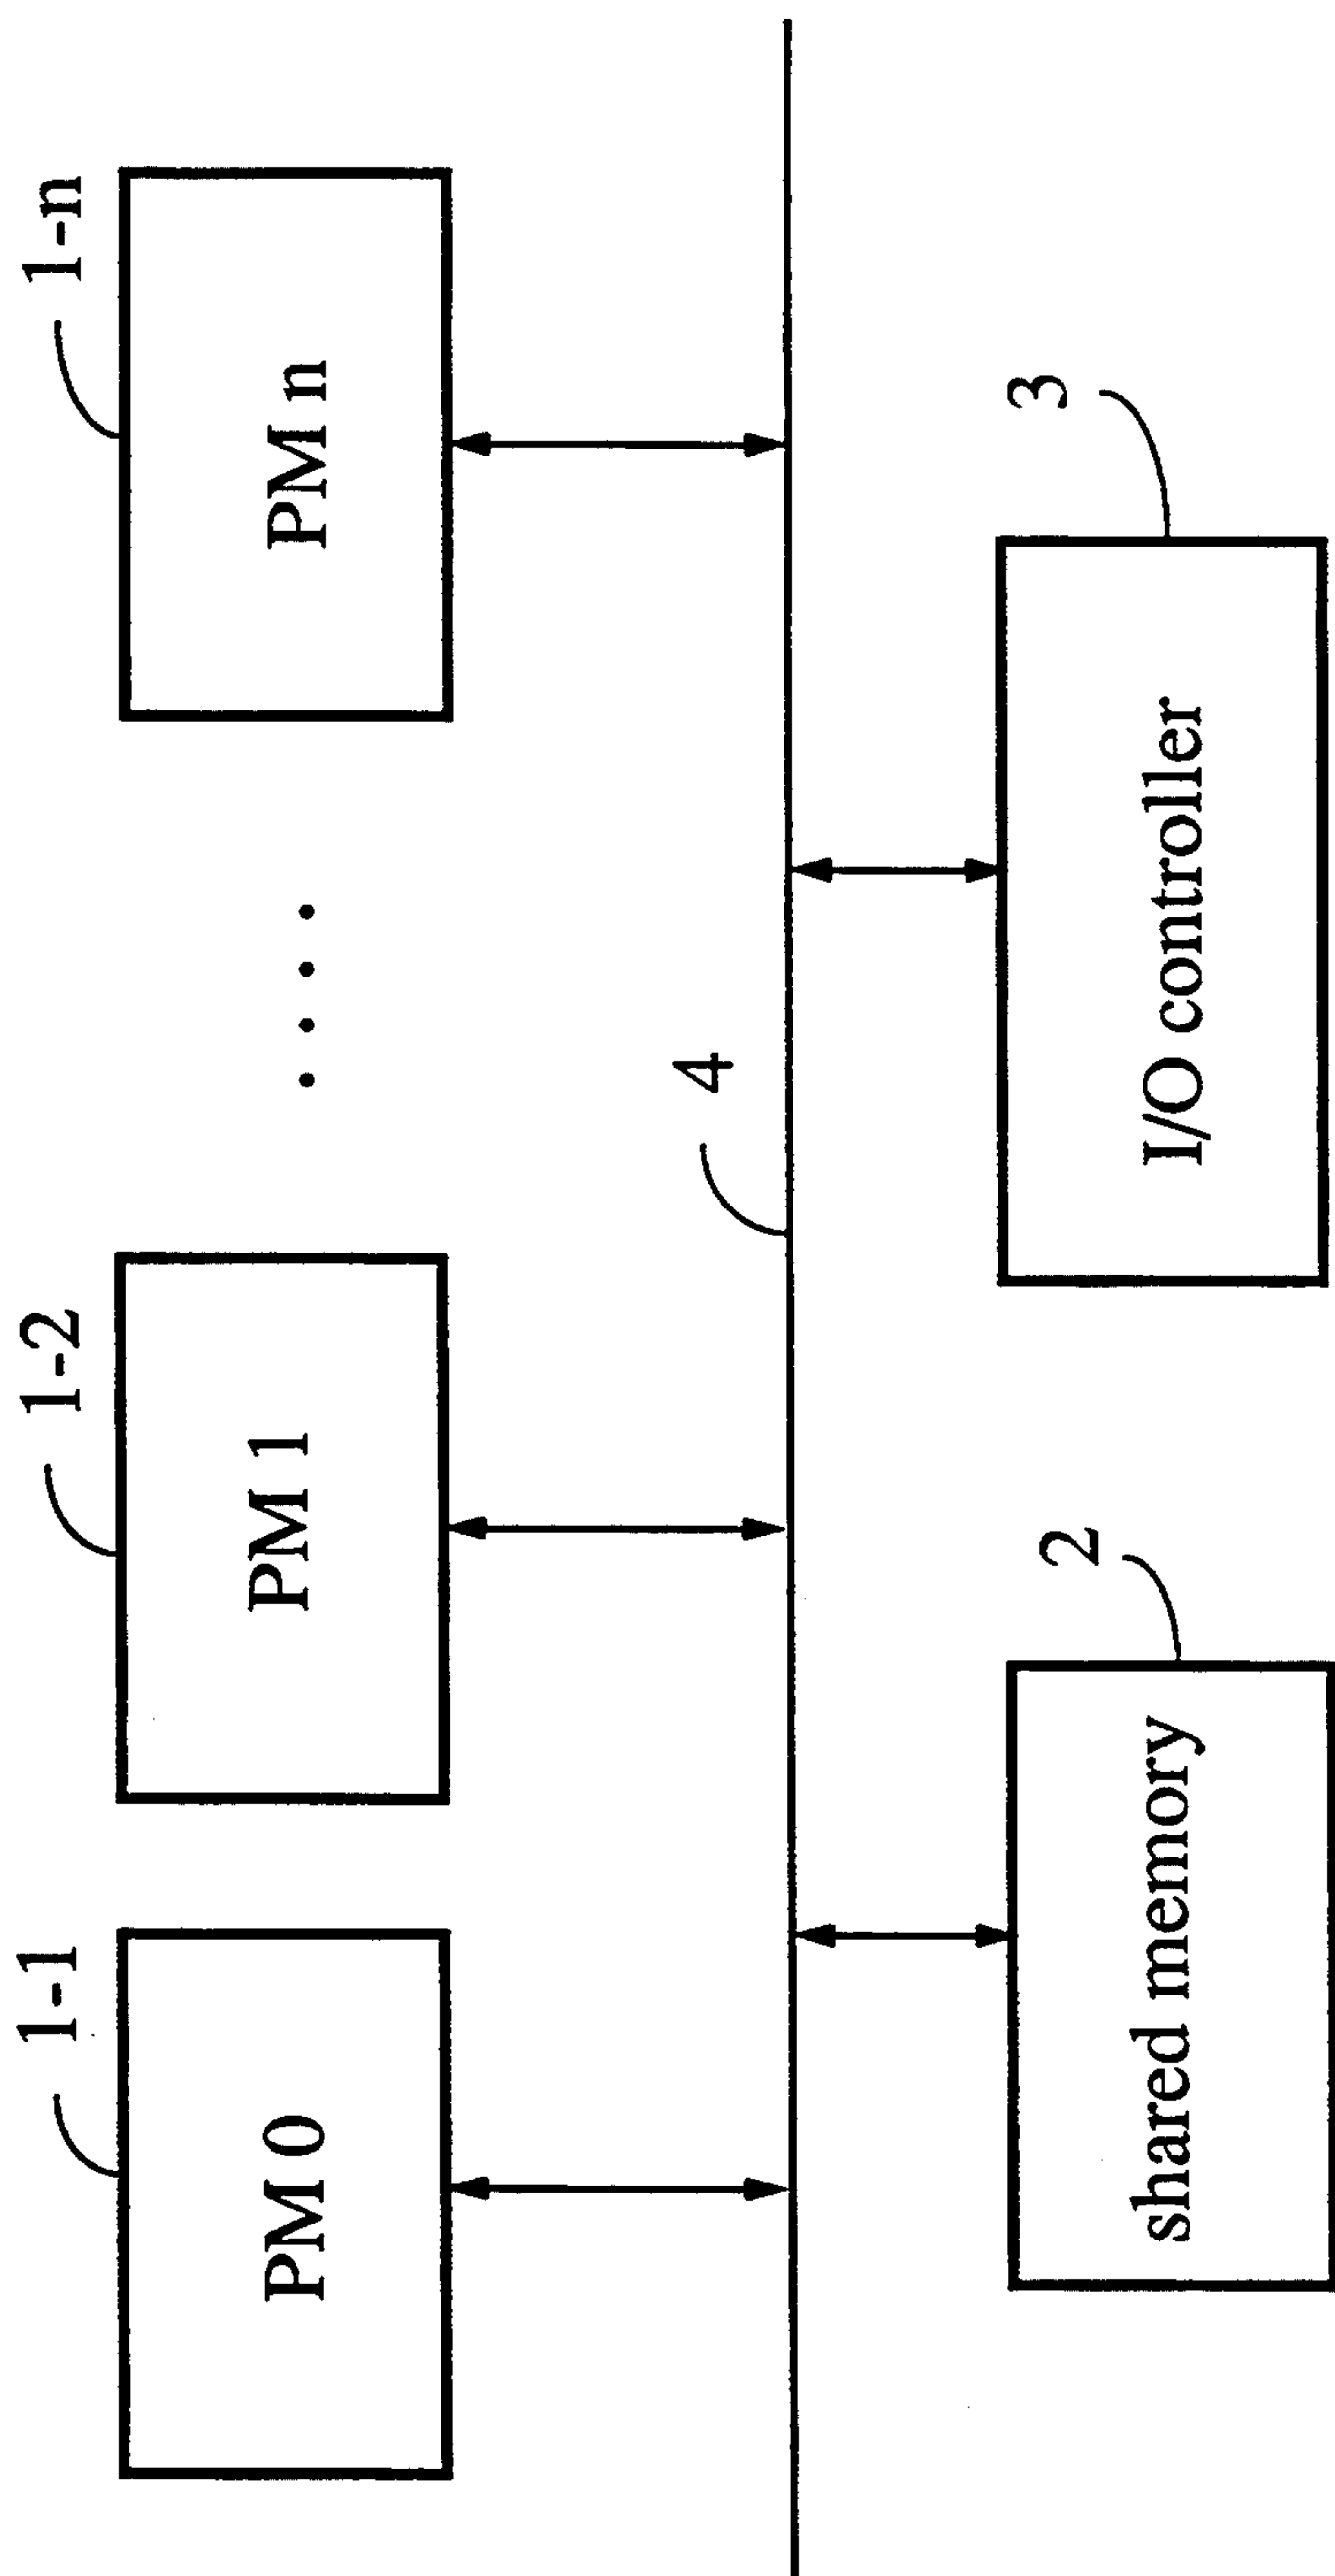 1-1
1-2
1-n
PM 0
PM 1
• • • •
PM n
4
2
3
shared memory
I/O controller